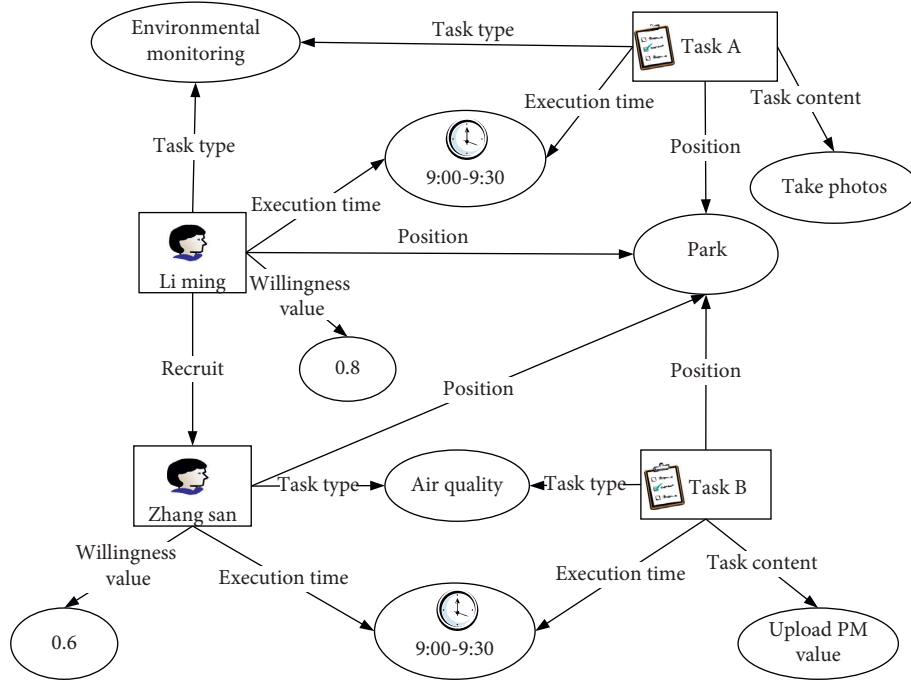 Environmental
monitoring
Task type
Task A
Execution time
Task content
Task type
9:00-9:30
Position
Take photos
Execution time
Position
Park
Li ming
Willingness
value
Recruit
0.8
Position
Position
Task type
Air quality
Task type
Task B
Zhang san
Willingness
value
Execution time
Execution time
Task content
0.6
9:00-9:30
Upload PM
value